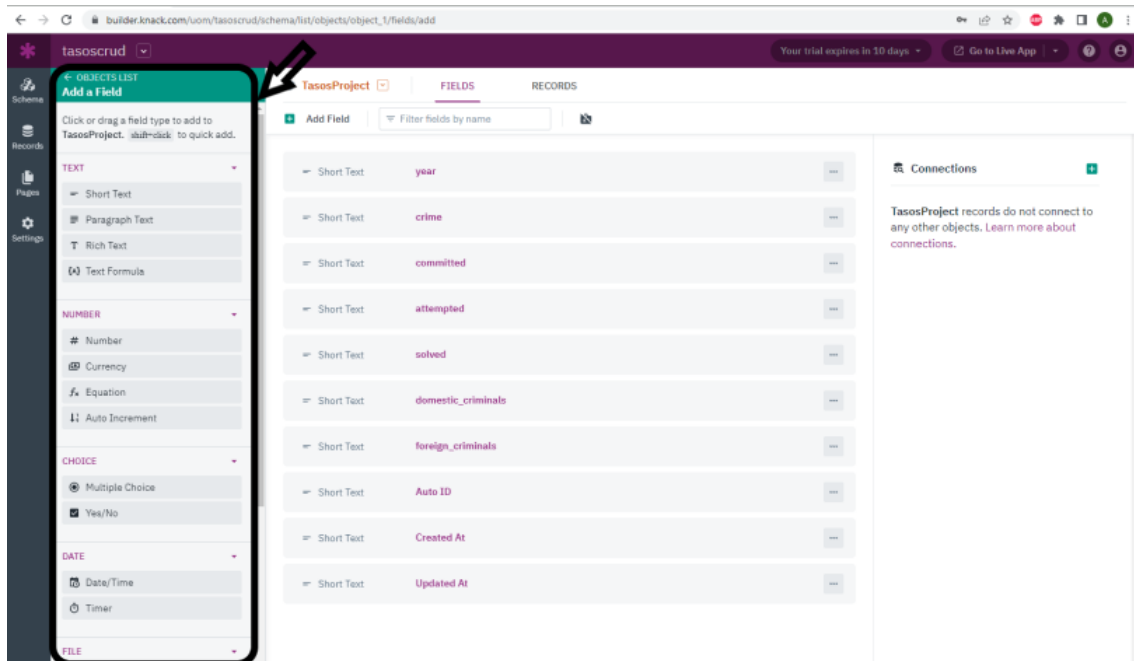 builder.knack.com/uom/tasoscrud/schema/list/objects/object_1/fields/add
tasoscrud
Your trial expires in 10 days
Go to Live App
Schema
Records
Pages
Settings
← OBJECTS LIST
Add a Field
Click or drag a field type to add to
TasosProject. shift-click to quick add.
TEXT
Short Text
Paragraph Text
Rich Text
Text Formula
NUMBER
Number
Currency
Equation
Auto Increment
CHOICE
Multiple Choice
Yes/No
DATE
Date/Time
Timer
FILE
TasosProject
FIELDS
RECORDS
Add Field
Filter fields by name
Short Text year
Short Text crime
Short Text committed
Short Text attempted
Short Text solved
Short Text domestic_criminals
Short Text foreign_criminals
Short Text Auto ID
Short Text Created At
Short Text Updated At
Connections
TasosProject records do not connect to
any other objects. Learn more about
connections.